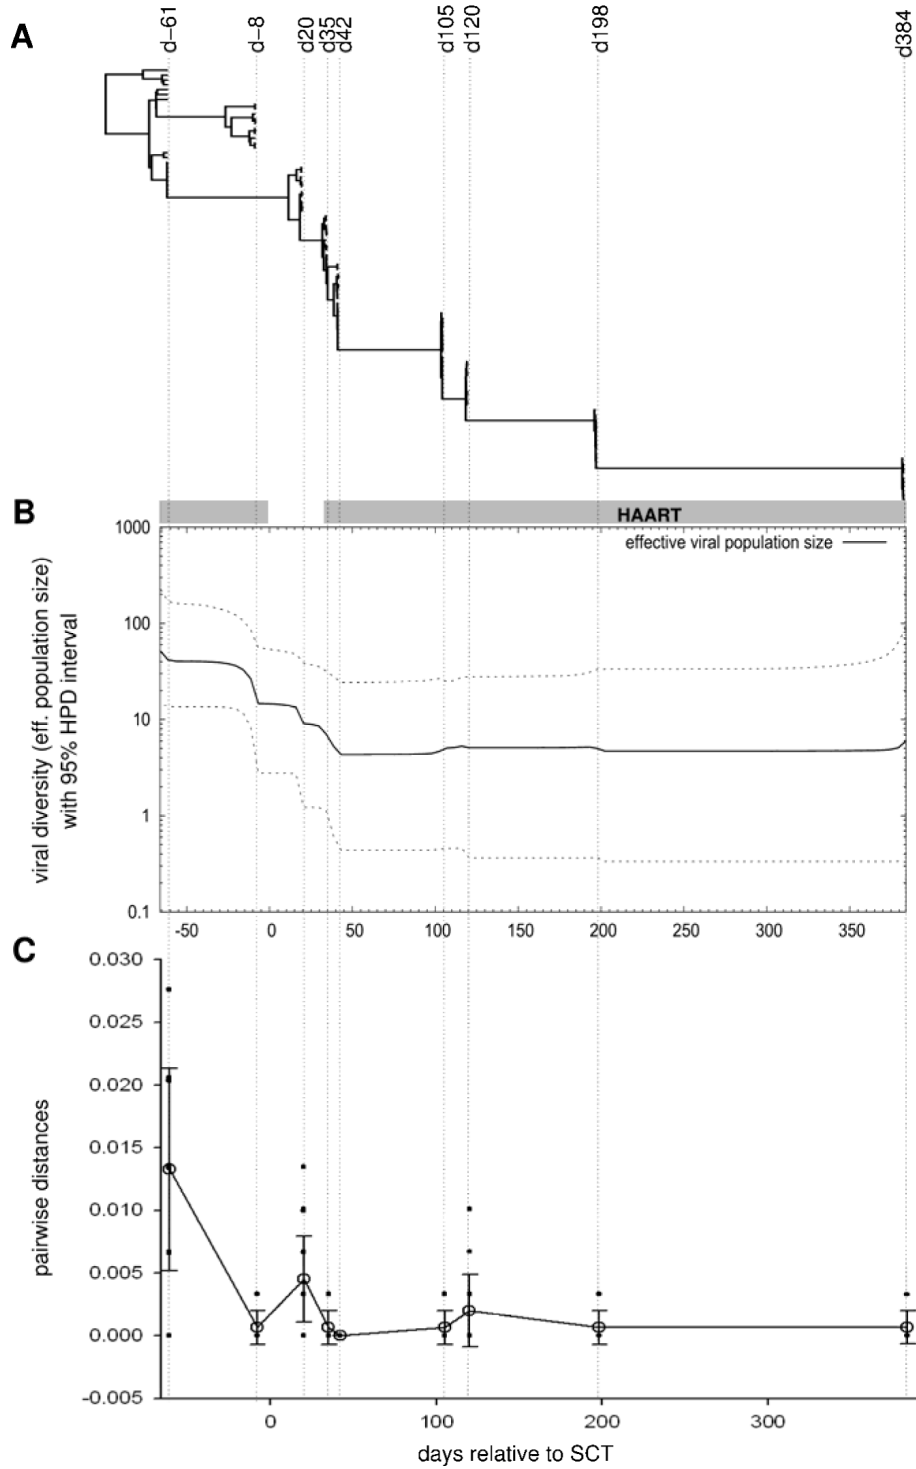 A
d−61
d−8
d20
d35
d42
d105
d120
d198
d384
B
HAART
effective viral population size
viral diversity (eff. population size)
with 95% HPD interval
1000
100
10
1
0.1
-50
0
50
100
150
200
250
300
350
C
pairwise distances
0.030
0.025
0.020
0.015
0.010
0.005
0.000
-0.005
0
100
200
300
days relative to SCT